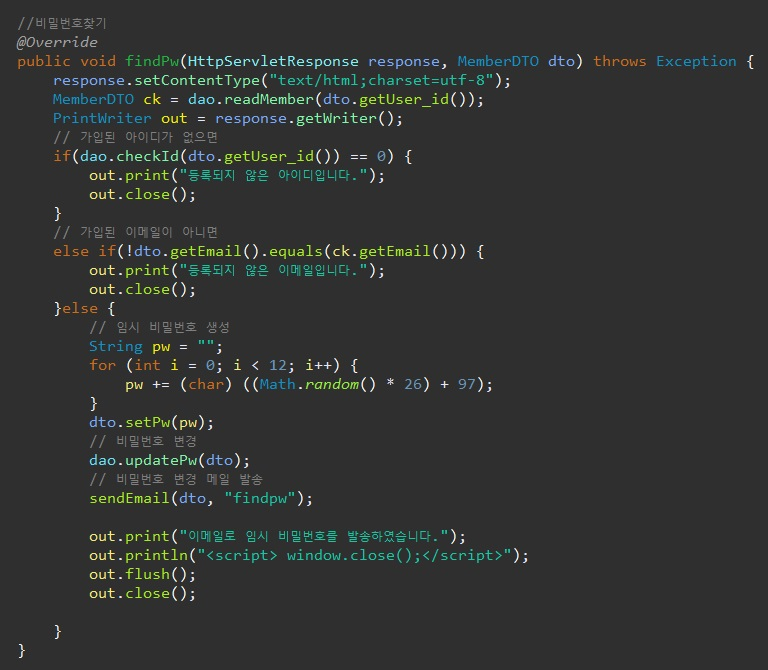 //비밀번호찾기
@Override
public void findPw(HttpServletResponse response, MemberDTO dto) throws Exception {
    response.setContentType("text/html;charset=utf-8");
    MemberDTO ck = dao.readMember(dto.getUser_id());
    PrintWriter out = response.getWriter();
    // 가입된 아이디가 없으면
    if(dao.checkId(dto.getUser_id()) == 0) {
        out.print("등록되지 않은 아이디입니다.");
        out.close();
    }
    // 가입된 이메일이 아니면
    else if(!dto.getEmail().equals(ck.getEmail())) {
        out.print("등록되지 않은 이메일입니다.");
        out.close();
    }else {
        // 임시 비밀번호 생성
        String pw = "";
        for (int i = 0; i < 12; i++) {
            pw += (char) ((Math.random() * 26) + 97);
        }
        dto.setPw(pw);
        // 비밀번호 변경
        dao.updatePw(dto);
        // 비밀번호 변경 메일 발송
        sendEmail(dto, "findpw");

        out.print("이메일로 임시 비밀번호를 발송하였습니다.");
        out.println("<script> window.close();</script>");
        out.flush();
        out.close();

    }
}